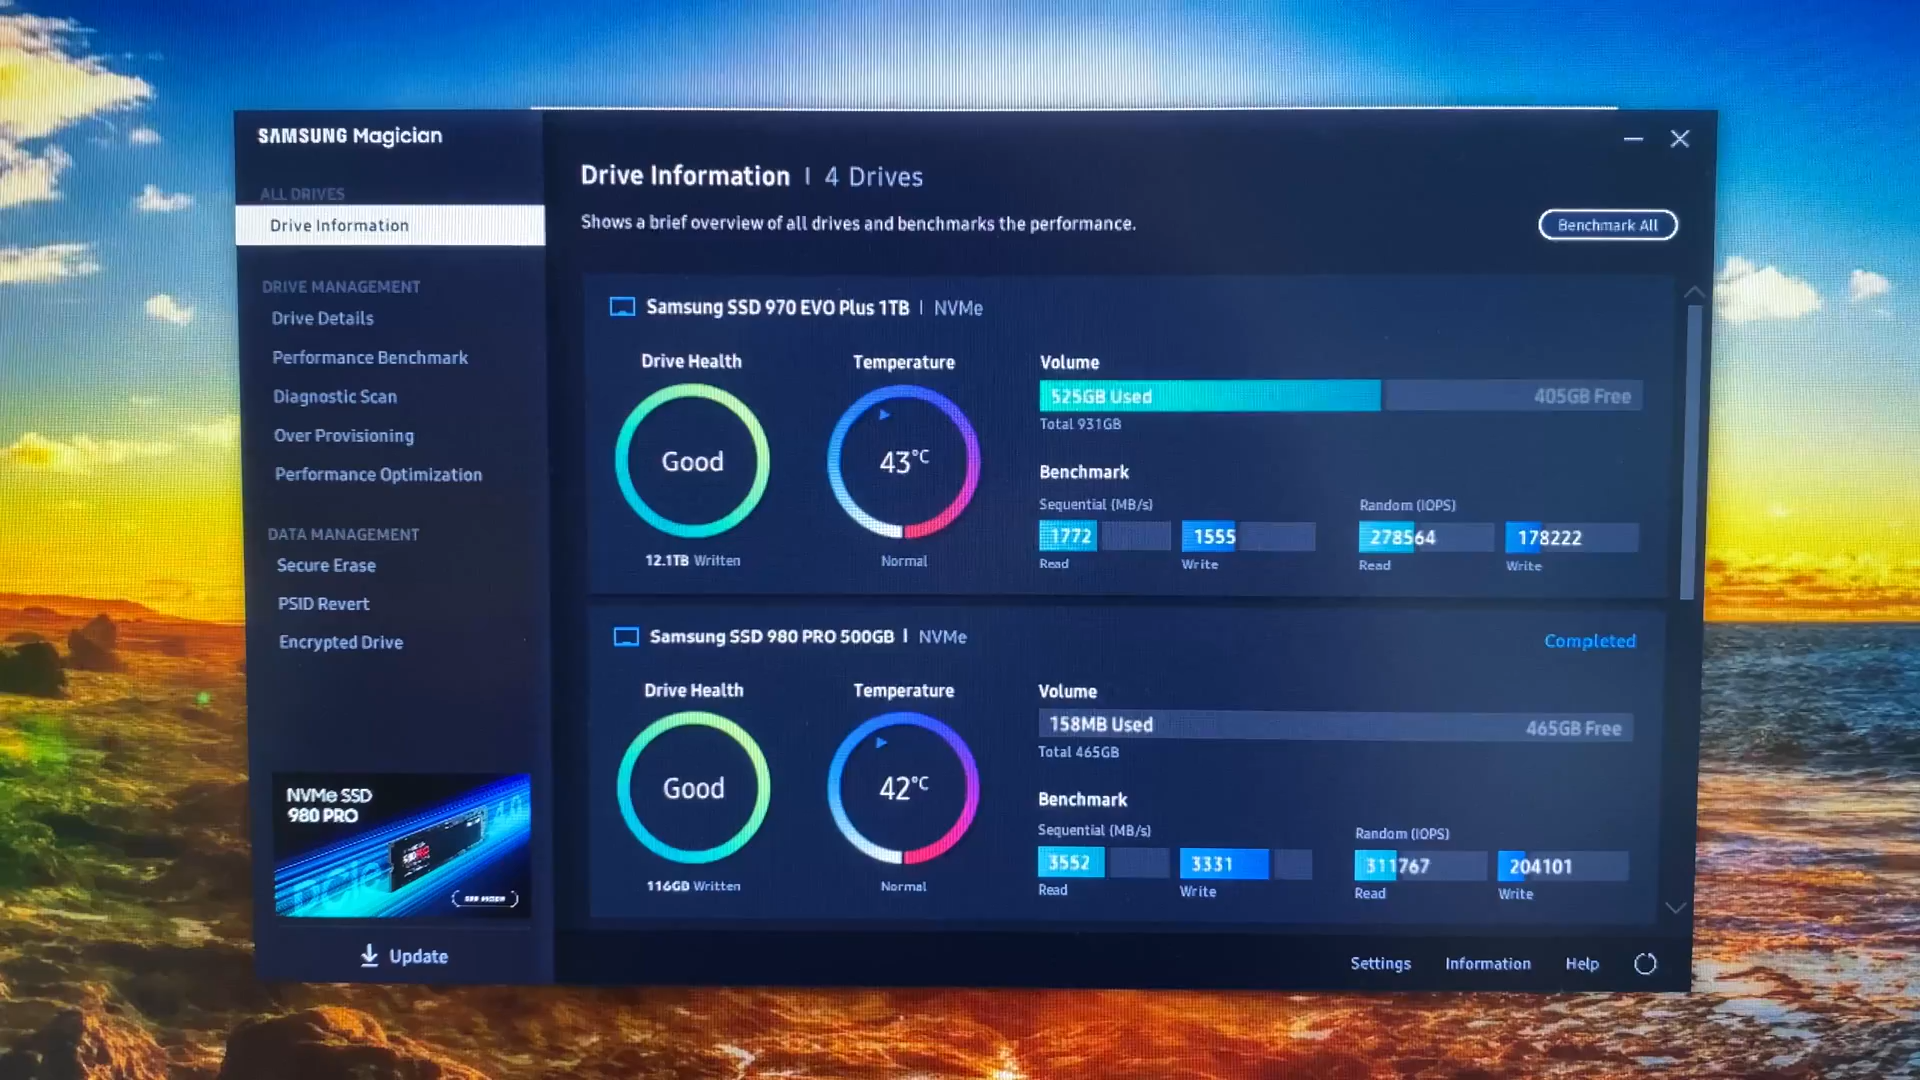 SAMSUNG Magician
ALL DRIVES
Drive Information
DRIVE MANAGEMENT
Drive Details
Performance Benchmark
Diagnostic Scan
Over Provisioning
Performance Optimization
DATA MANAGEMENT
Secure Erase
PSID Revert
Encrypted Drive
NVMe SSD
980 PRO
Update
Drive Information | 4 Drives
Shows a brief overview of all drives and benchmarks the performance.
Benchmark All
Samsung SSD 970 EVO Plus 1TB | NVMe
Drive Health
Good
12.1TB Written
Temperature
43°C
Normal
Volume
525GB Used
405GB Free
Total 931GB
Benchmark
Sequential (MB/s)
1772
Read
1555
Write
Random (IOPS)
278564
Read
178222
Write
Samsung SSD 980 PRO 500GB | NVMe
Completed
Drive Health
Good
116GB Written
Temperature
42°C
Normal
Volume
158MB Used
465GB Free
Total 465GB
Benchmark
Sequential (MB/s)
3552
Read
3331
Write
Random (IOPS)
311767
Read
204101
Write
Settings
Information
Help